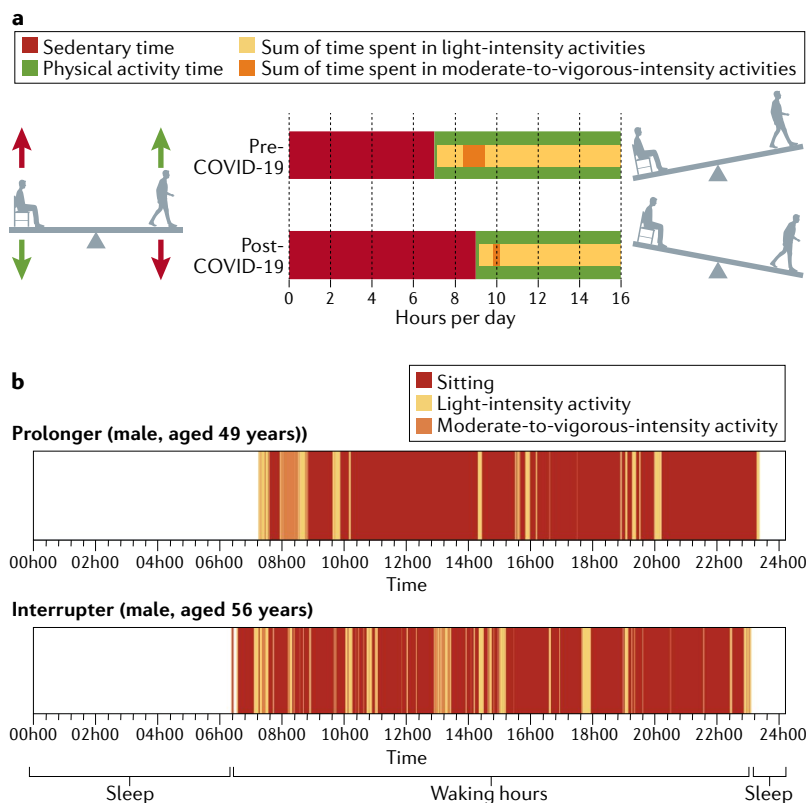 a
Sedentary time
Sum of time spent in light-intensity activities
Physical activity time
Sum of time spent in moderate-to-vigorous-intensity activities
Pre-
COVID-19
Post-
COVID-19
0 2 4 6 8 10 12 14 16
Hours per day
b
Sitting
Light-intensity activity
Moderate-to-vigorous-intensity activity
Prolonger (male, aged 49 years))
00h00 02h00 04h00 06h00 08h00 10h00 12h00 14h00 16h00 18h00 20h00 22h00 24h00
Time
Interrupter (male, aged 56 years)
00h00 02h00 04h00 06h00 08h00 10h00 12h00 14h00 16h00 18h00 20h00 22h00 24h00
Time
Sleep Waking hours Sleep